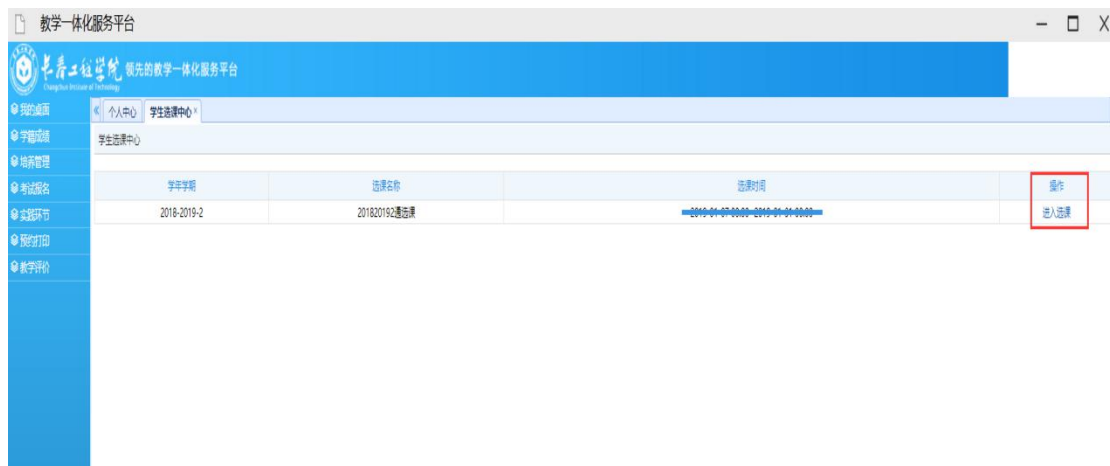 教学一体化服务平台
长春工程学院 领先的教学一体化服务平台
Changchun Institute of Technology
我的桌面
个人中心 学生选课中心
学籍成绩
学生选课中心
培养管理
考试报名
学年学期 选课名称 选课时间 操作
实践环节
2018-2019-2 201820192遴选课 进入选课
预约打印
教学评价